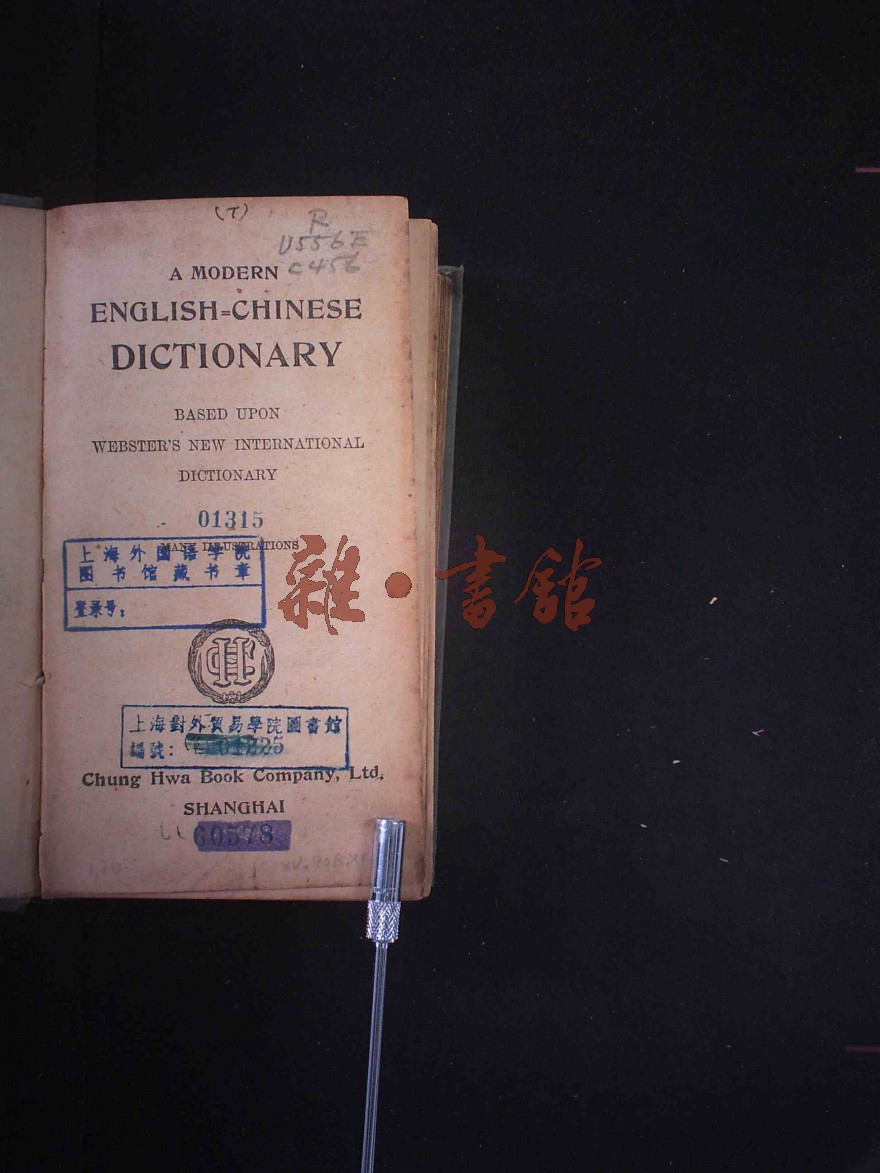 (T)
R
U556E
C456
A MODERN
ENGLISH=CHINESE
DICTIONARY
BASED UPON
WEBSTER'S NEW INTERNATIONAL
DICTIONARY
01315
MANY ILLUSTRATIONS
上海外国语学院
图书馆藏书章
登录号：
雜·書館
上海對外貿易學院圖書館
編號：
Chung Hwa Book Company, Ltd.
SHANGHAI
60578